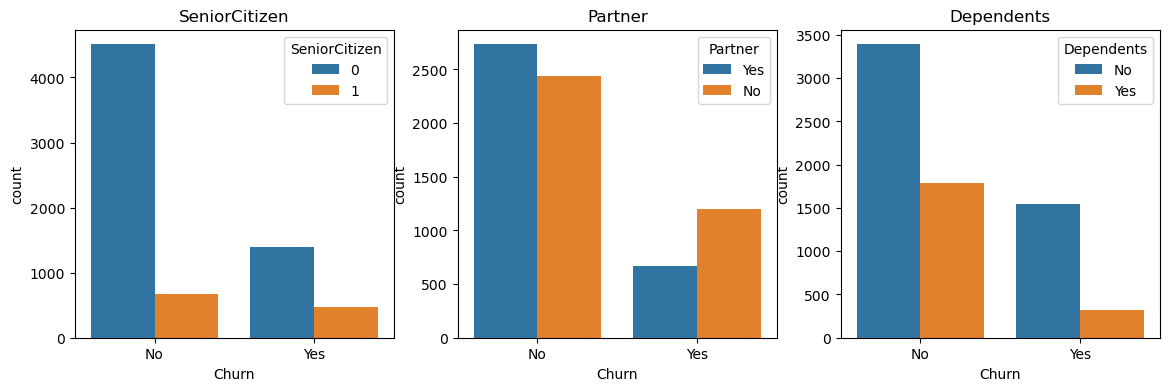 SeniorCitizen
SeniorCitizen
0
1
4000
3000
2000
1000
0
count
No
Yes
Churn
Partner
Partner
Yes
No
2500
2000
1500
1000
500
0
count
No
Yes
Churn
Dependents
Dependents
No
Yes
3500
3000
2500
2000
1500
1000
500
0
count
No
Yes
Churn